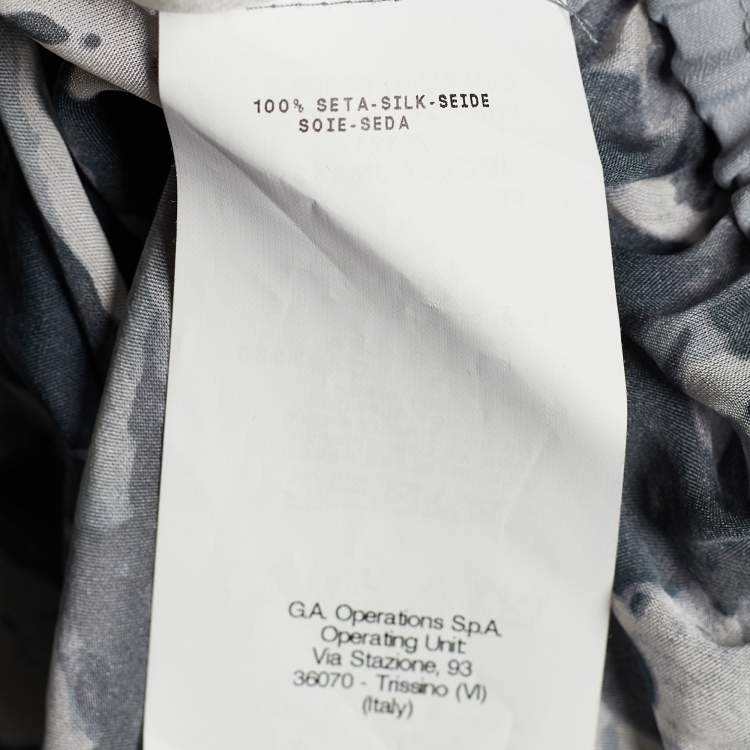 100% SETA-SILK-SEIDE
SOIE-SEDA
G.A. Operations S.p.A.
Operating Unit:
Via Stazione, 93
36070 - Trissino (VI)
(Italy)